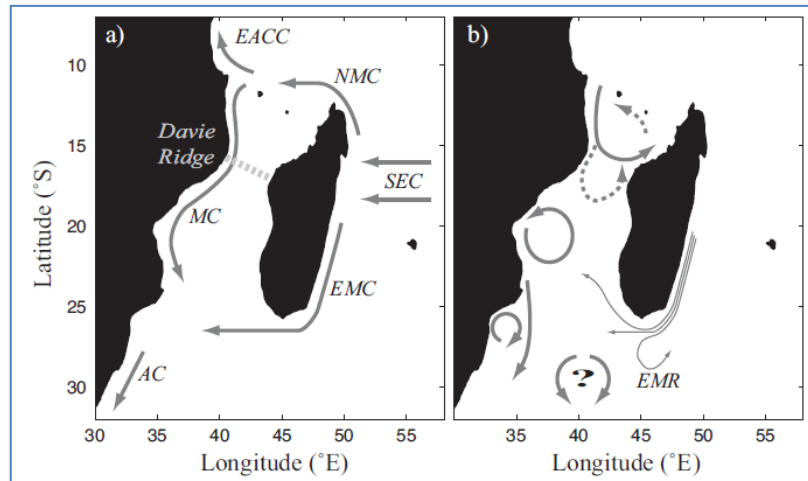 a)
EACC
NMC
Davie
Ridge
SEC
MC
EMC
AC
10
15
20
25
30
Latitude (°S)
30 35 40 45 50 55
Longitude (°E)
b)
?
EMR
35 40 45 50 55
Longitude (°E)